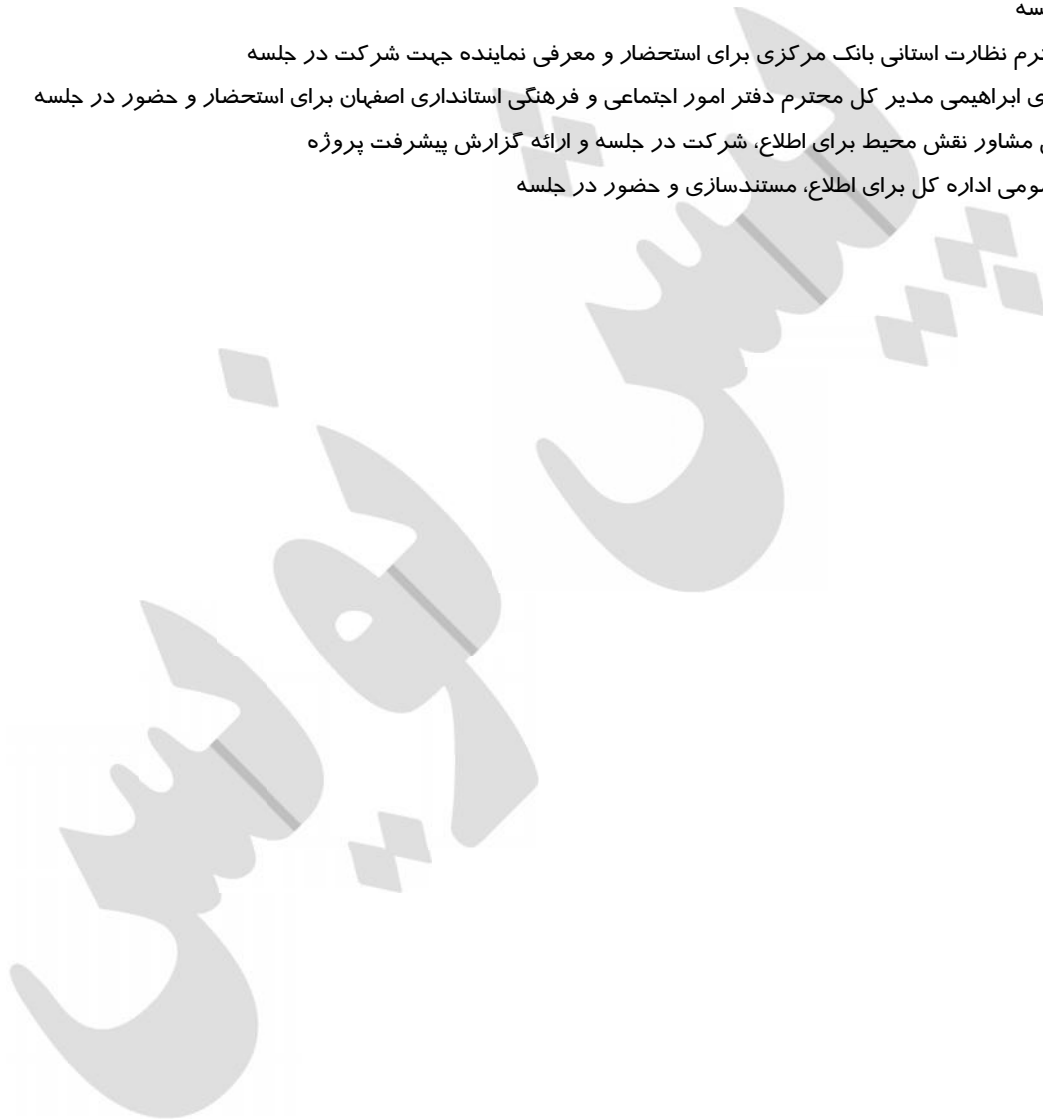 ترم نظارت استانی بانک مرکزی برای استحضار و معرفی نماینده جهت شرکت در جلسه
ی ابراهیمی مدیر کل محترم دفتر امور اجتماعی و فرهنگی استانداری اصفهان برای استحضار و حضور در جلسه
مشاور نقش محیط برای اطلاع، شرکت در جلسه و ارائه گزارش پیشرفت پروژه
ومی اداره کل برای اطلاع، مستندسازی و حضور در جلسه
پیش نویس